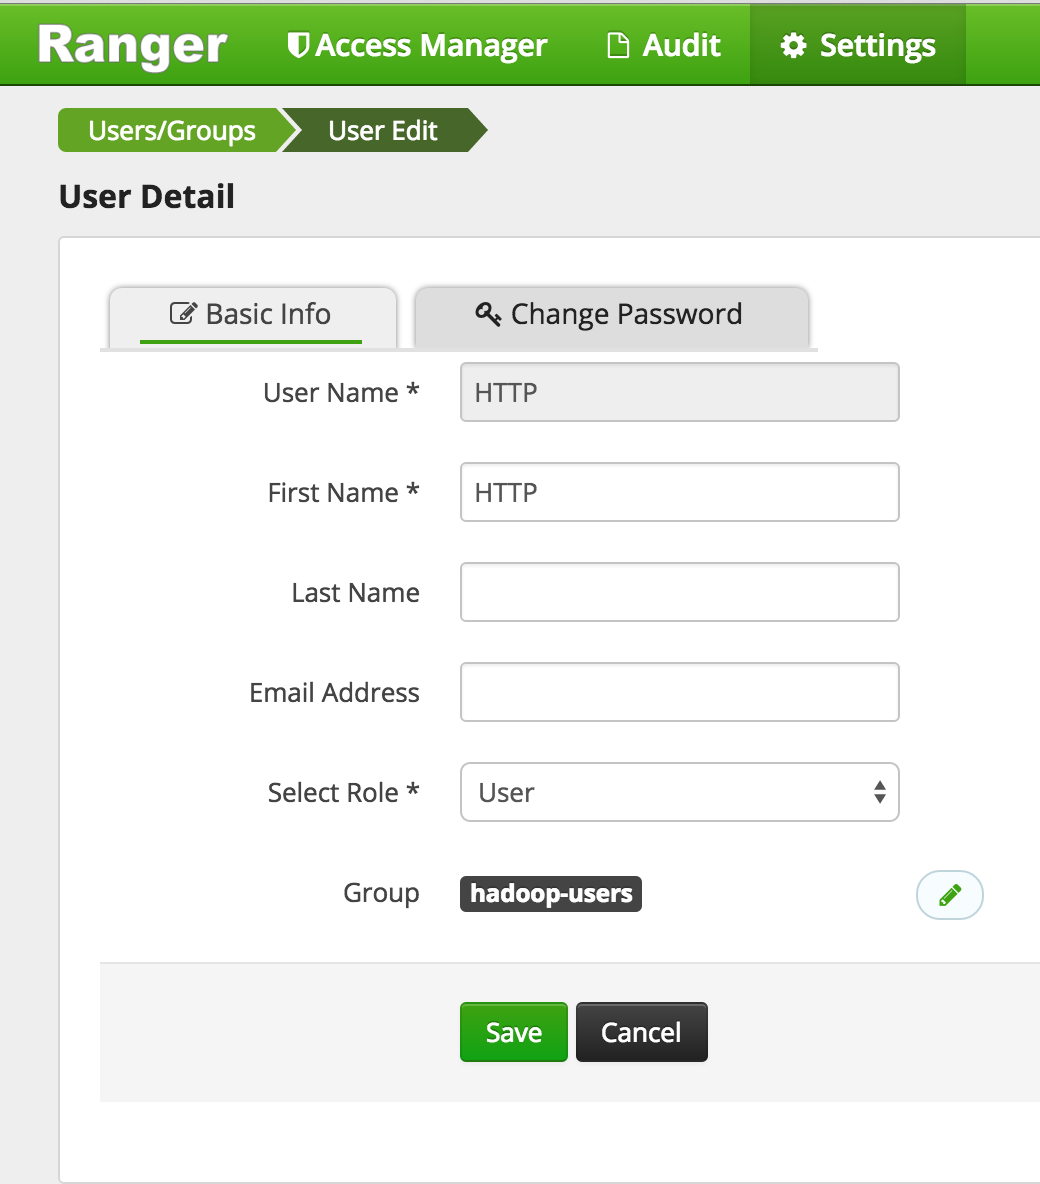 Ranger Access Manager Audit Settings
Users/Groups User Edit
User Detail
Basic Info Change Password
User Name * HTTP
First Name * HTTP
Last Name
Email Address
Select Role * User
Group hadoop-users
Save Cancel